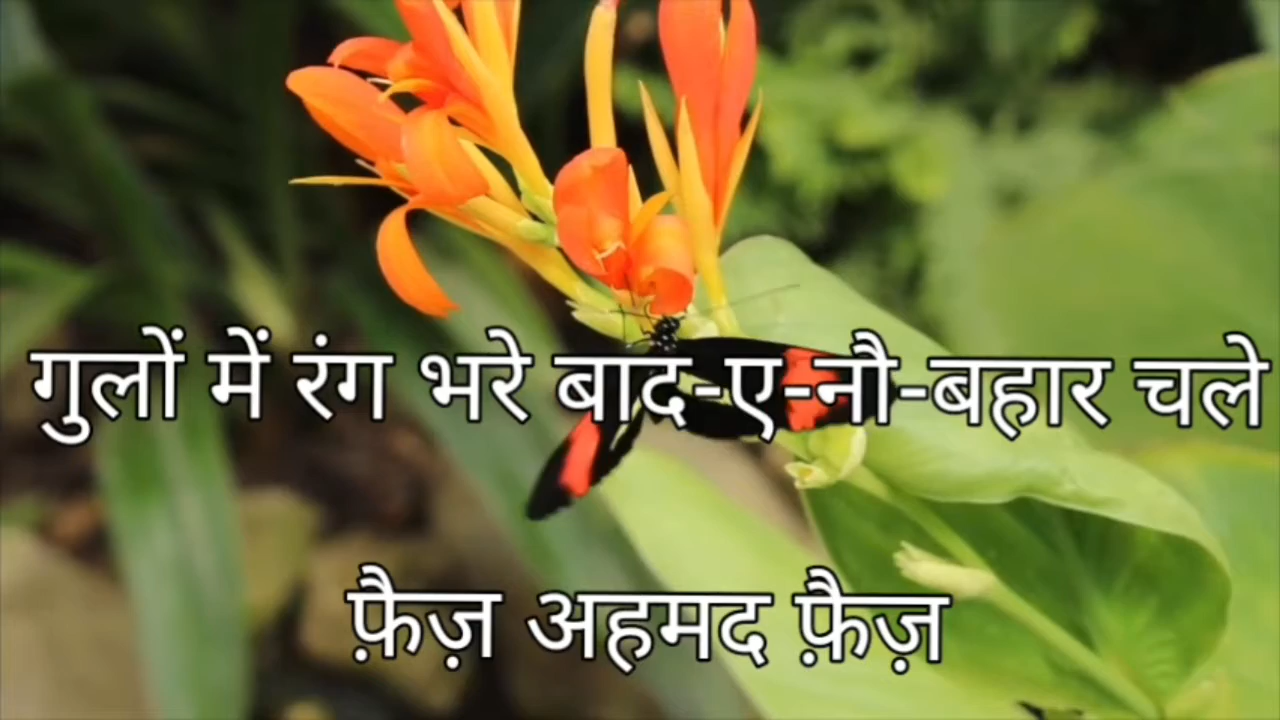 गुलों में रंग भरे बाद-ए-नौ-बहार चले
फ़ैज़ अहमद फ़ैज़